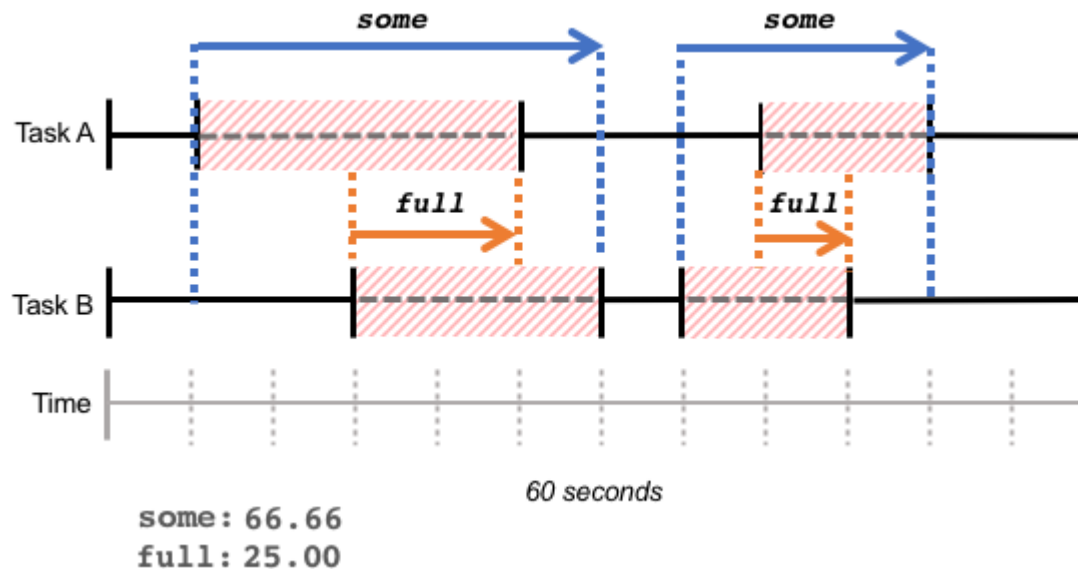 some
some
Task A
full
full
Task B
Time
60 seconds
some: 66.66
full: 25.00